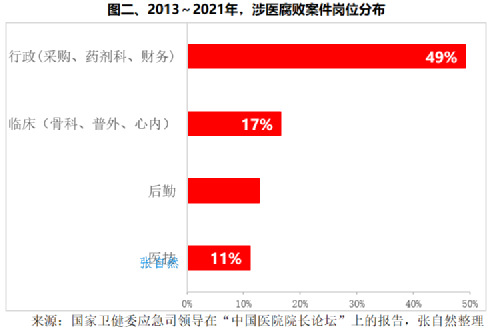 图二、2013～2021年，涉医腐败案件岗位分布
行政(采购、药剂科、财务)
49%
临床（骨科、普外、心内）
17%
后勤
医技
张自然
11%
0% 10% 20% 30% 40% 50%
来源：国家卫健委应急司领导在“中国医院院长论坛”上的报告，张自然整理